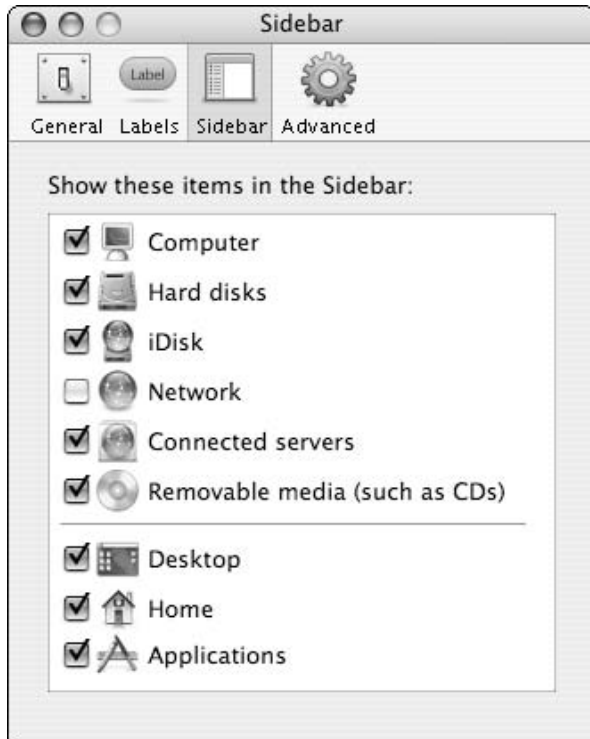 Sidebar
Label
General Labels Sidebar Advanced
Show these items in the Sidebar:
Computer
Hard disks
iDisk
Network
Connected servers
Removable media (such as CDs)
Desktop
Home
Applications